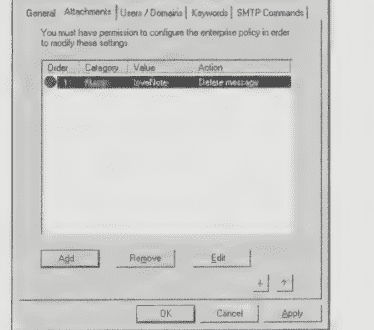 General Attachments Users / Domains Keywords SMTP Commands
You must have permission to configure the enterprise policy in order
to modify these settings
Order Category Value Action
1 loveNote Delete message
Add Remove Edit
OK Cancel Apply